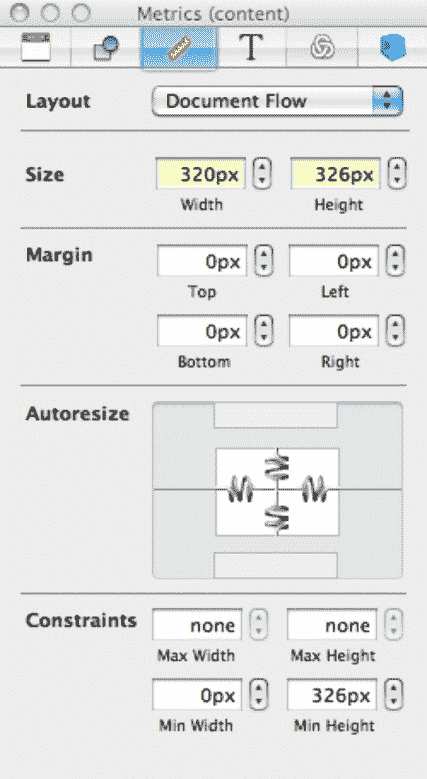 Metrics (content)
T
Layout Document Flow
Size 320px 326px
Width Height
Margin 0px 0px
Top Left
0px 0px
Bottom Right
Autoresize
Constraints none none
Max Width Max Height
0px 326px
Min Width Min Height